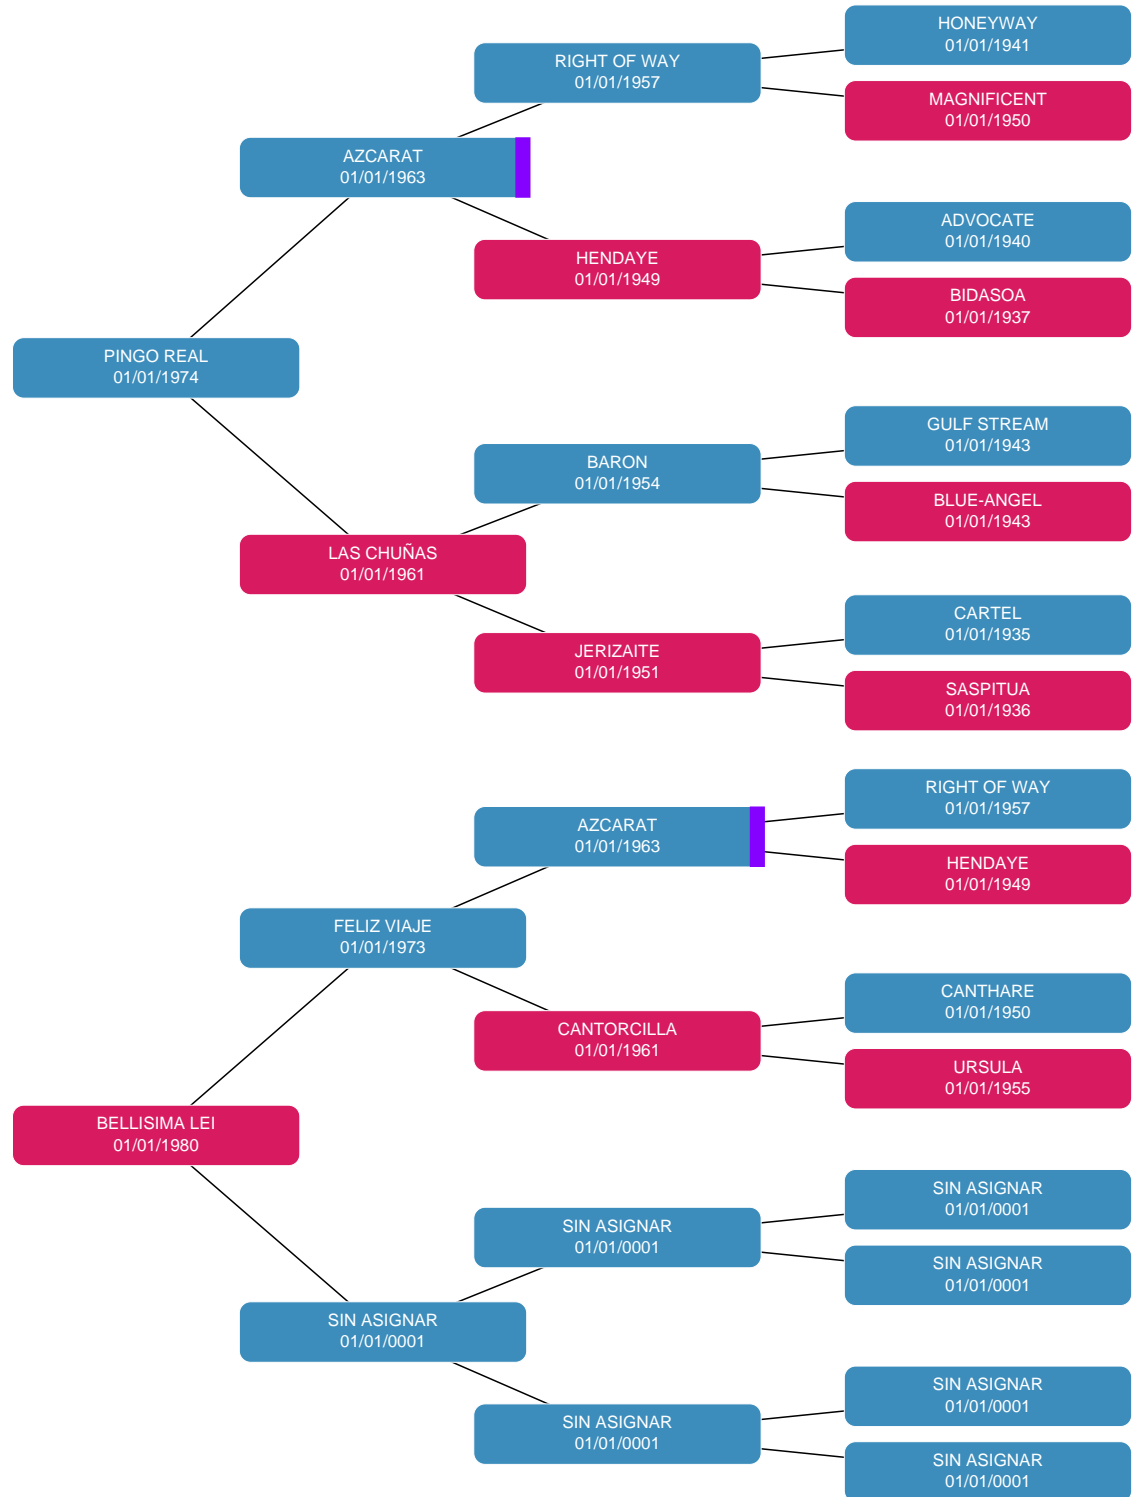 HONEYWAY
01/01/1941
RIGHT OF WAY
01/01/1957
MAGNIFICENT
01/01/1950
AZCARAT
01/01/1963
ADVOCATE
01/01/1940
HENDAYE
01/01/1949
BIDASOA
01/01/1937
PINGO REAL
01/01/1974
GULF STREAM
01/01/1943
BARON
01/01/1954
BLUE-ANGEL
01/01/1943
LAS CHUÑAS
01/01/1961
CARTEL
01/01/1935
JERIZAITE
01/01/1951
SASPITUA
01/01/1936
RIGHT OF WAY
01/01/1957
AZCARAT
01/01/1963
HENDAYE
01/01/1949
FELIZ VIAJE
01/01/1973
CANTHARE
01/01/1950
CANTORCILLA
01/01/1961
URSULA
01/01/1955
BELLISIMA LEI
01/01/1980
SIN ASIGNAR
01/01/0001
SIN ASIGNAR
01/01/0001
SIN ASIGNAR
01/01/0001
SIN ASIGNAR
01/01/0001
SIN ASIGNAR
01/01/0001
SIN ASIGNAR
01/01/0001
SIN ASIGNAR
01/01/0001